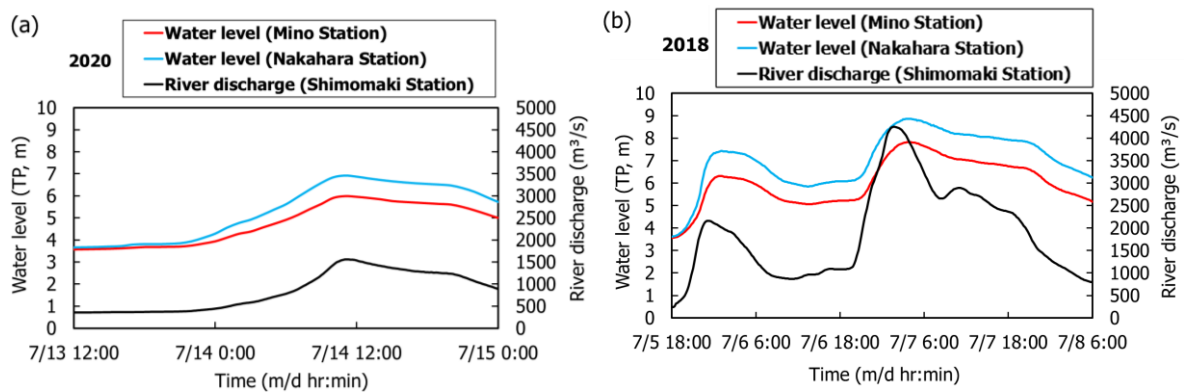 (a)
2020
Water level (Mino Station)
Water level (Nakahara Station)
River discharge (Shimomaki Station)
10
9
8
7
6
5
4
3
2
1
0
Water level (TP, m)
5000
4500
4000
3500
3000
2500
2000
1500
1000
500
0
River discharge (m³/s)
7/13 12:00 7/14 0:00 7/14 12:00 7/15 0:00
Time (m/d hr:min)
(b)
2018
Water level (Mino Station)
Water level (Nakahara Station)
River discharge (Shimomaki Station)
10
9
8
7
6
5
4
3
2
1
0
Water level (TP, m)
5000
4500
4000
3500
3000
2500
2000
1500
1000
500
0
River discharge (m³/s)
7/5 18:00 7/6 6:00 7/6 18:00 7/7 6:00 7/7 18:00 7/8 6:00
Time (m/d hr:min)